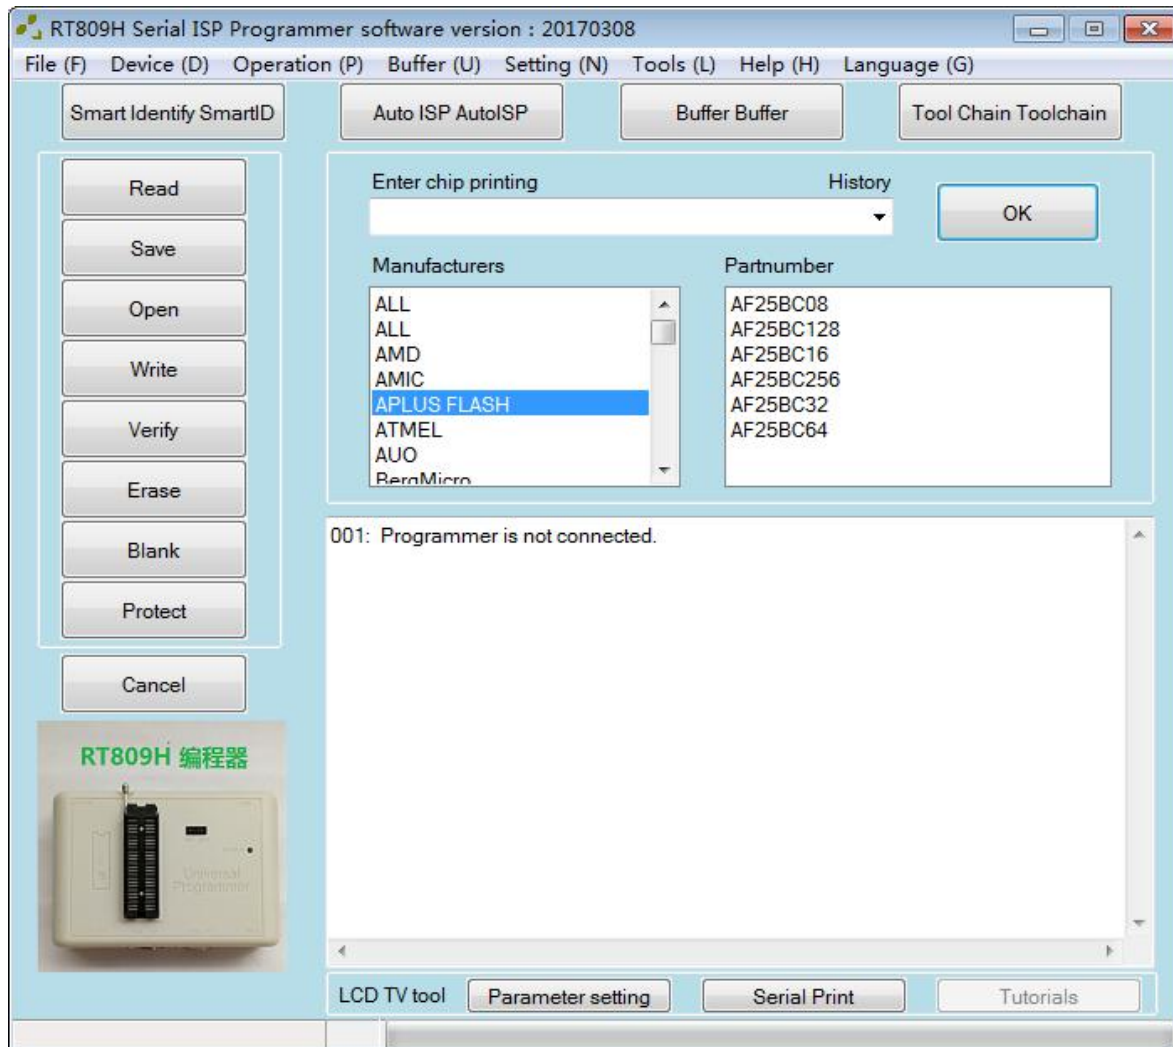 RT809H Serial ISP Programmer software version : 20170308
File (F) Device (D) Operation (P) Buffer (U) Setting (N) Tools (L) Help (H) Language (G)
Smart Identify SmartID
Auto ISP AutoISP
Buffer Buffer
Tool Chain Toolchain
Read
Save
Open
Write
Verify
Erase
Blank
Protect
Cancel
RT809H 编程器
Universal
Programmer
Enter chip printing
History
OK
Manufacturers
ALL
ALL
AMD
AMIC
APLUS FLASH
ATMEL
AUO
BergMicro
Partnumber
AF25BC08
AF25BC128
AF25BC16
AF25BC256
AF25BC32
AF25BC64
001: Programmer is not connected.
LCD TV tool
Parameter setting
Serial Print
Tutorials